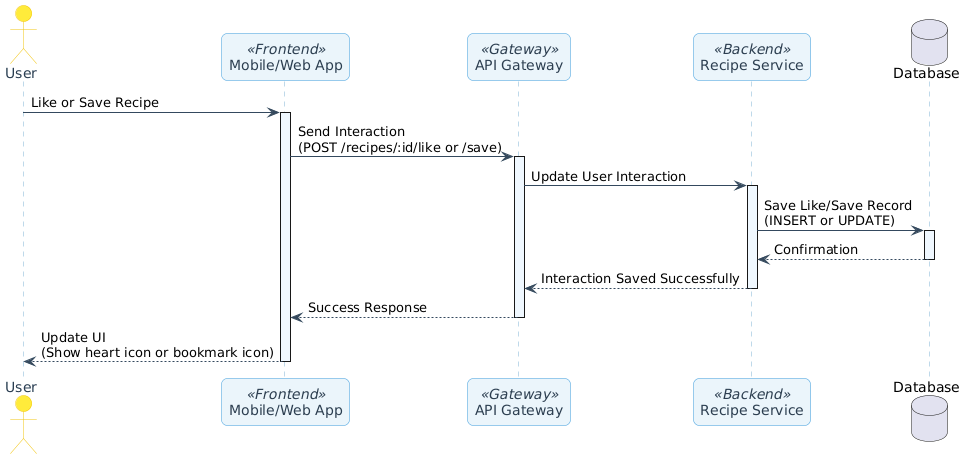 User
«Frontend»
Mobile/Web App
«Gateway»
API Gateway
«Backend»
Recipe Service
Database
Like or Save Recipe
Send Interaction
(POST /recipes/:id/like or /save)
Update User Interaction
Save Like/Save Record
(INSERT or UPDATE)
Confirmation
Interaction Saved Successfully
Success Response
Update UI
(Show heart icon or bookmark icon)
User
«Frontend»
Mobile/Web App
«Gateway»
API Gateway
«Backend»
Recipe Service
Database